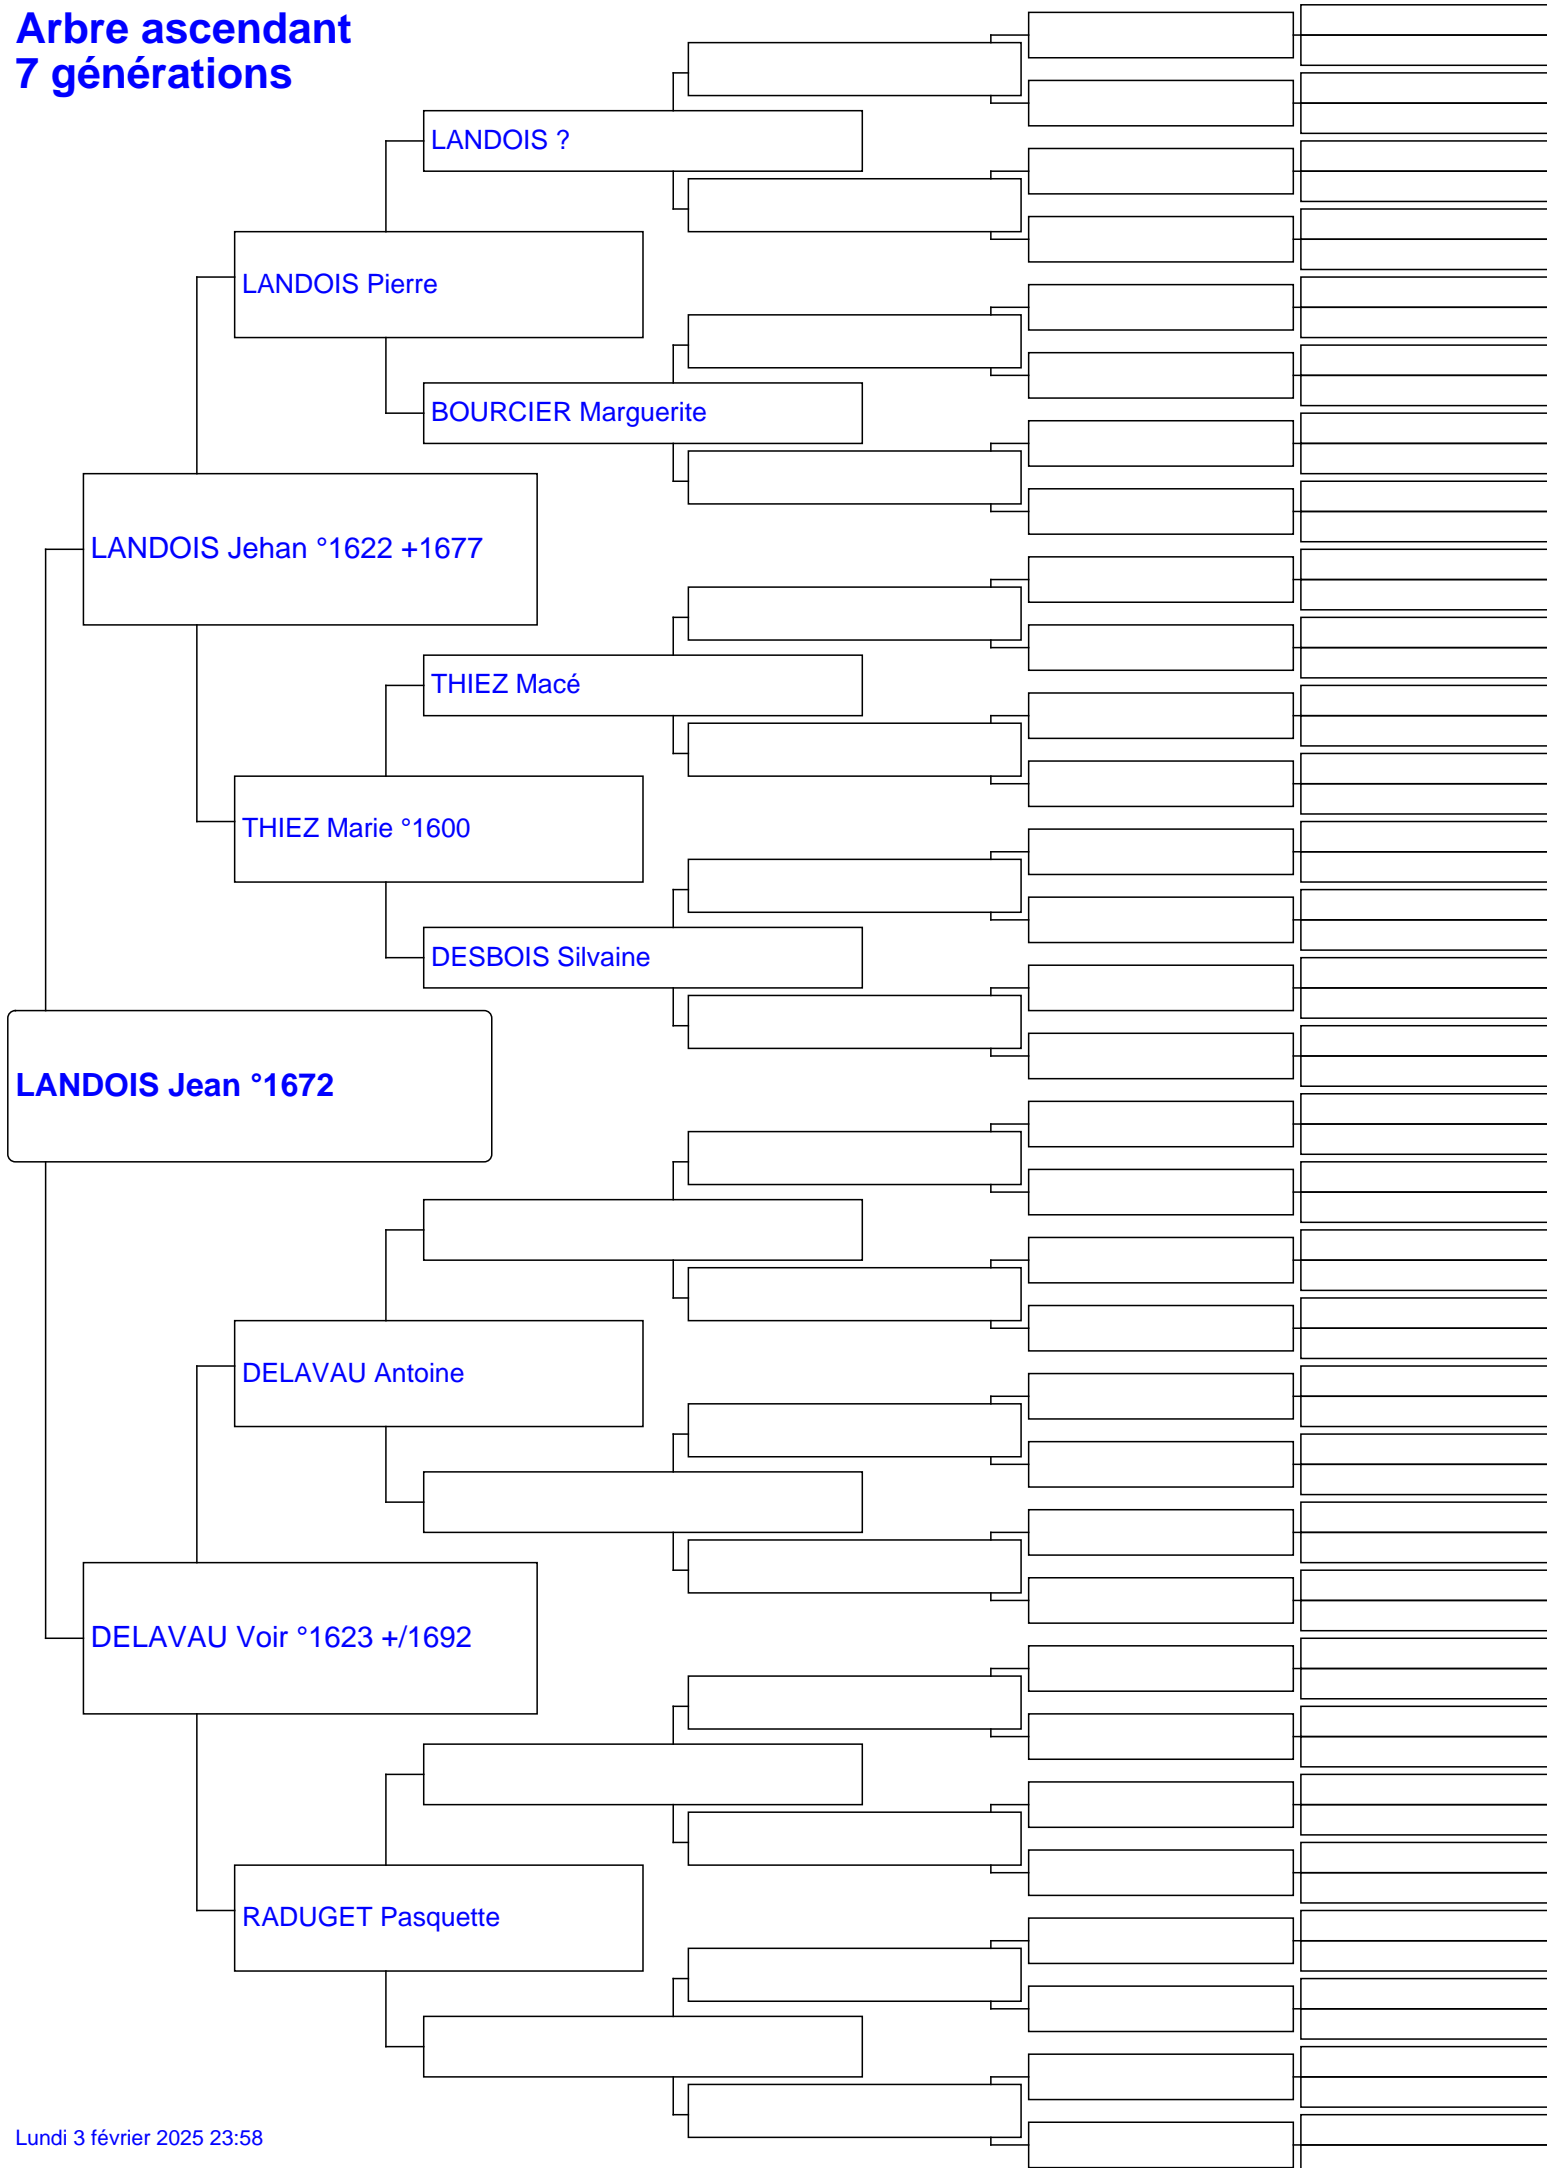 Arbre ascendant
7 générations
LANDOIS ?
LANDOIS Pierre
BOURCIER Marguerite
LANDOIS Jehan °1622 +1677
THIEZ Macé
THIEZ Marie °1600
DESBOIS Silvaine
LANDOIS Jean °1672
DELAVAU Antoine
DELAVAU Voir °1623 +/1692
RADUGET Pasquette
Lundi 3 février 2025 23:58